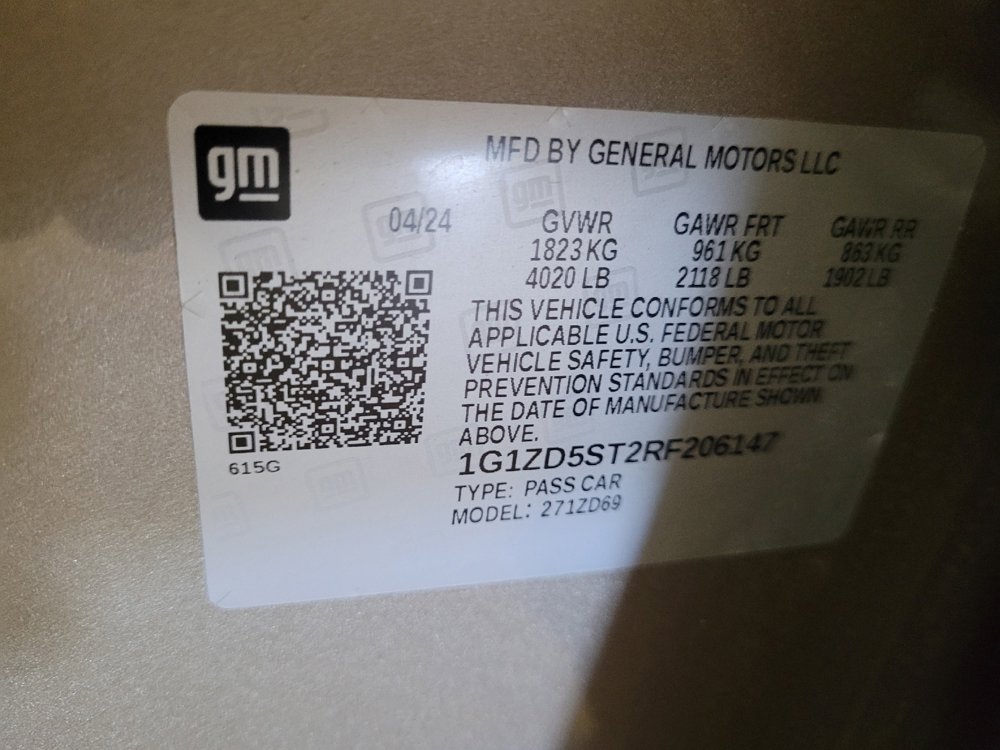 gm
MFD BY GENERAL MOTORS LLC
04/24 GVWR GAWR FRT GAWR RR
1823 KG 961 KG 863 KG
4020 LB 2118 LB 1902 LB
THIS VEHICLE CONFORMS TO ALL
APPLICABLE U.S. FEDERAL MOTOR
VEHICLE SAFETY, BUMPER, AND THEFT
PREVENTION STANDARDS IN EFFECT ON
THE DATE OF MANUFACTURE SHOWN
ABOVE.
615G
1G1ZD5ST2RF206147
TYPE: PASS CAR
MODEL: 271ZD69